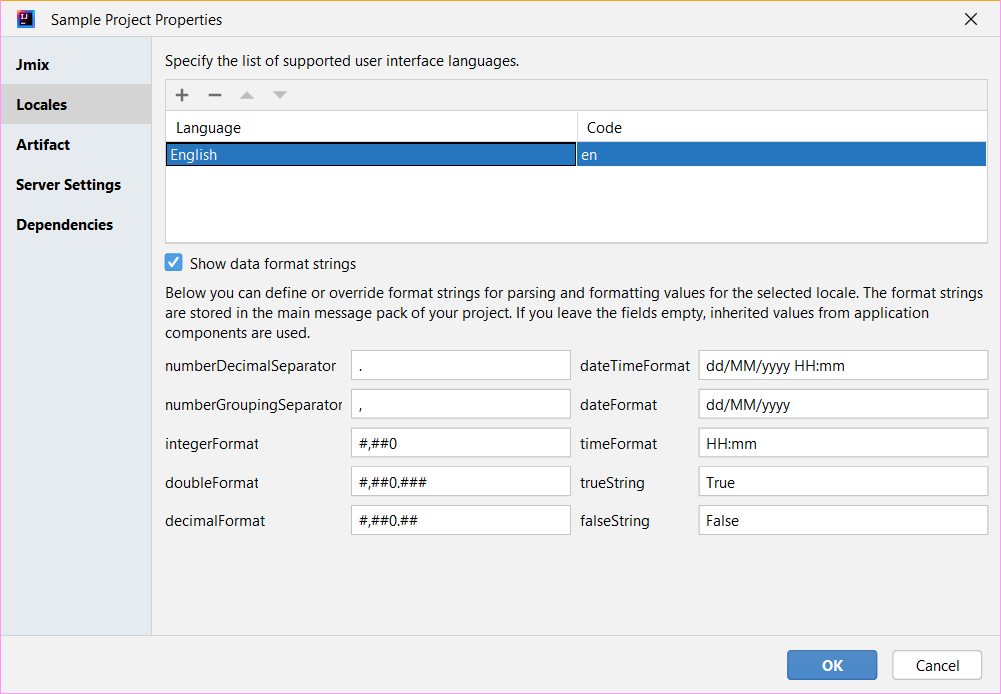 Sample Project Properties
Jmix
Locales
Artifact
Server Settings
Dependencies
Specify the list of supported user interface languages.
Language Code
English en
Show data format strings
Below you can define or override format strings for parsing and formatting values for the selected locale. The format strings
are stored in the main message pack of your project. If you leave the fields empty, inherited values from application
components are used.
numberDecimalSeparator . dateTimeFormat dd/MM/yyyy HH:mm
numberGroupingSeparator , dateFormat dd/MM/yyyy
integerFormat #,##0 timeFormat HH:mm
doubleFormat #,##0.### trueString True
decimalFormat #,##0.## falseString False
OK Cancel